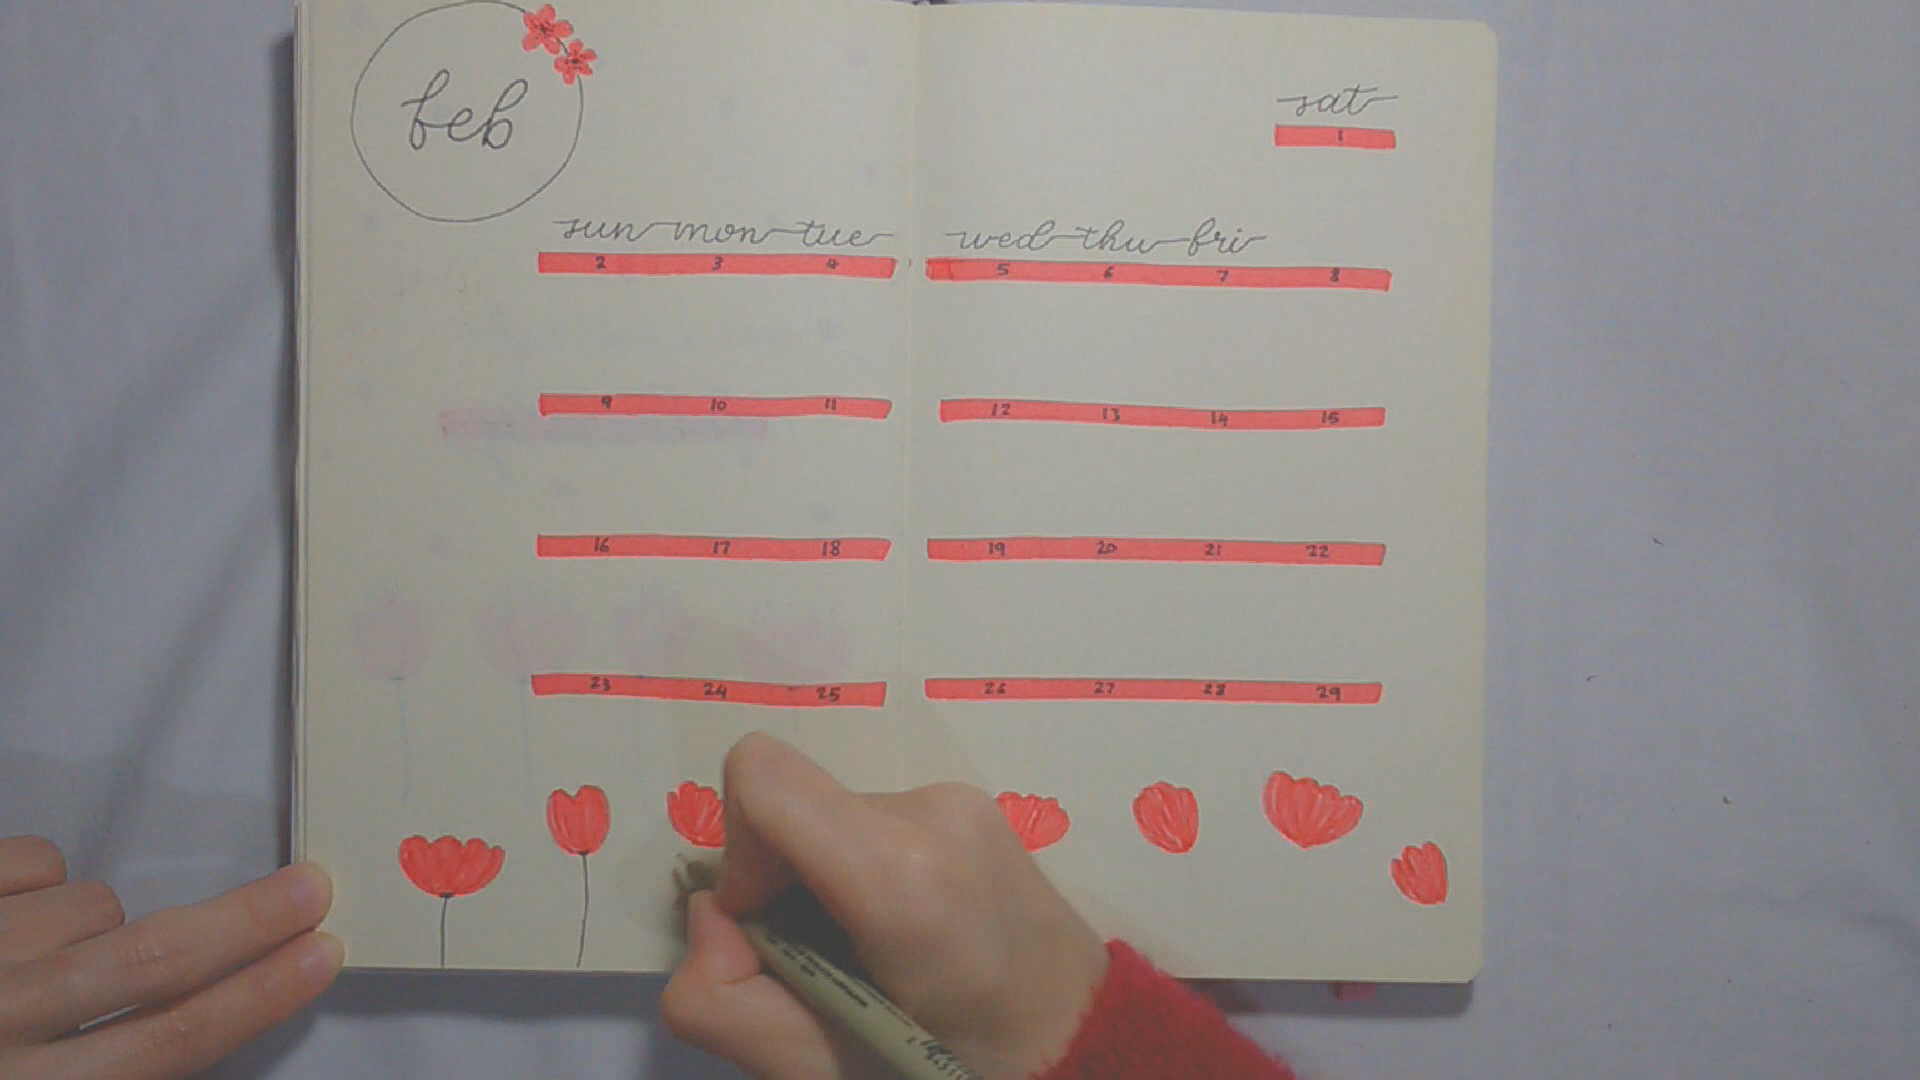 feb
sat
1
sun mon tue wed thu fri
2 3 4 5 6 7 8
9 10 11 12 13 14 15
16 17 18 19 20 21 22
23 24 25 26 27 28 29